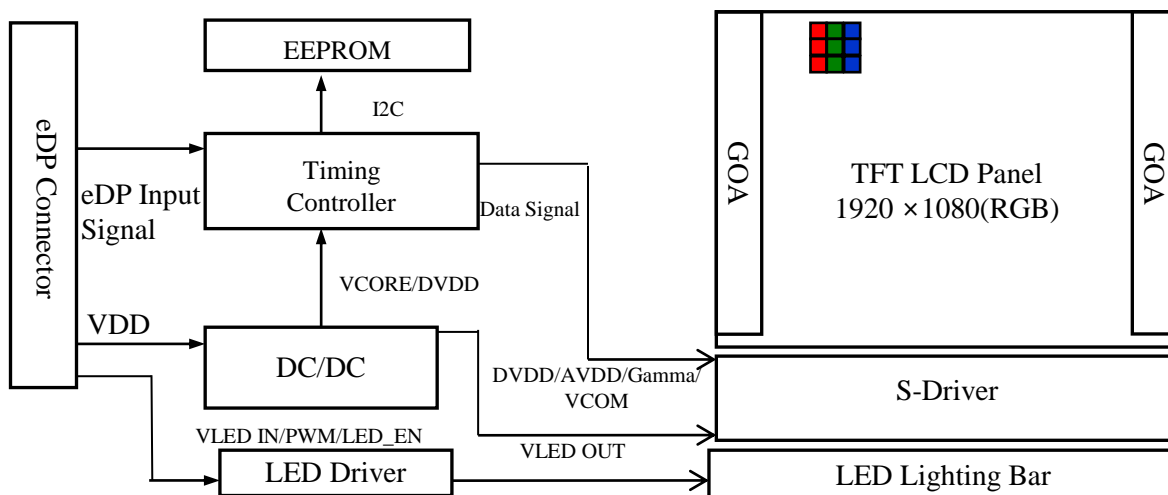 EEPROM
I2C
eDP Connector
eDP Input
Signal
Timing
Controller
Data Signal
VCORE/DVDD
VDD
DC/DC
DVDD/AVDD/Gamma/
VCOM
VLED IN/PWM/LED_EN
LED Driver
VLED OUT
GOA
TFT LCD Panel
1920 ×1080(RGB)
GOA
S-Driver
LED Lighting Bar